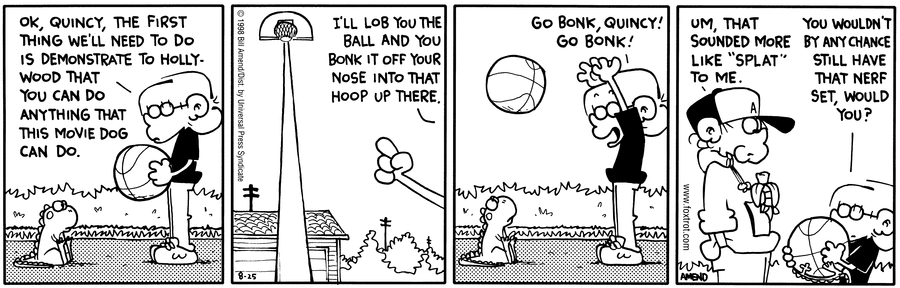 OK, QUINCY, THE FIRST
THING WE'LL NEED TO DO
IS DEMONSTRATE TO HOLLY-
WOOD THAT
YOU CAN DO
ANYTHING THAT
THIS MOVIE DOG
CAN DO.
© 1998 Bill Amend/Dist. by Universal Press Syndicate
I'LL LOB YOU THE
BALL AND YOU
BONK IT OFF YOUR
NOSE INTO THAT
HOOP UP THERE.
8-25
GO BONK, QUINCY!
GO BONK!
UM, THAT
SOUNDED MORE
LIKE "SPLAT"
TO ME.
A
www.foxtrot.com
AMEND
YOU WOULDN'T
BY ANY CHANCE
STILL HAVE
THAT NERF
SET, WOULD
YOU?